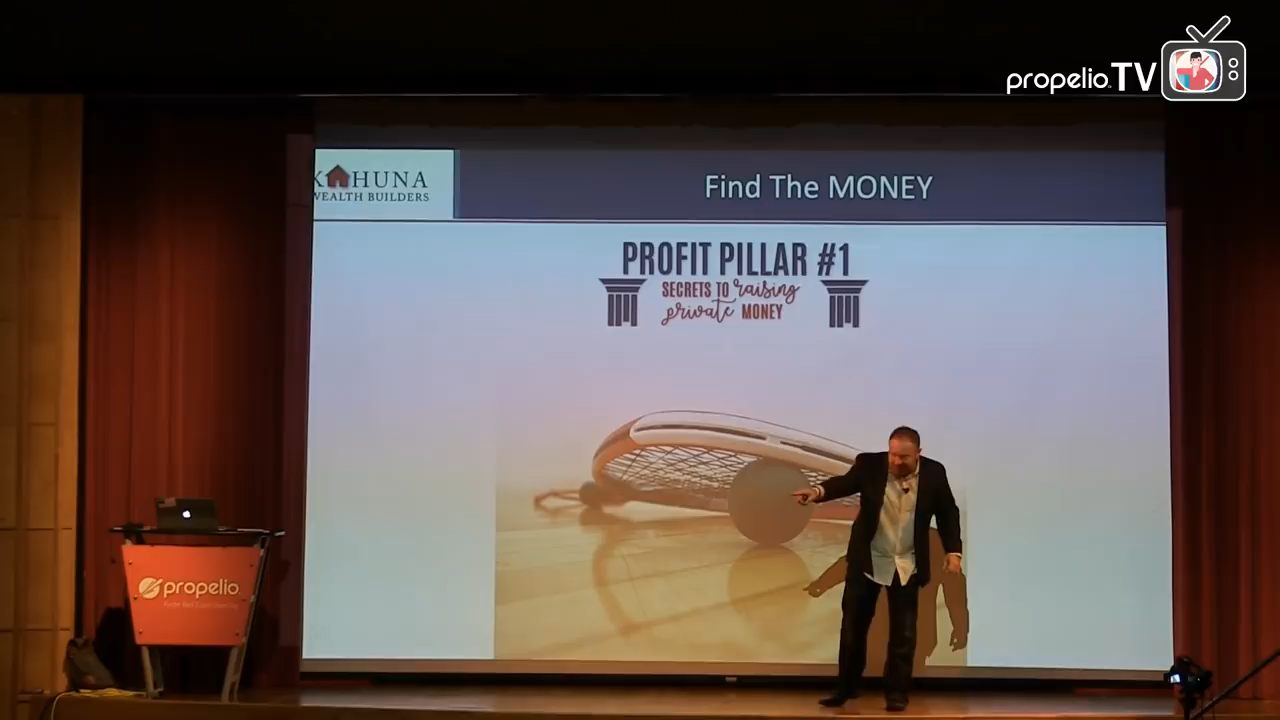 propelio TV
KAHUNA
WEALTH BUILDERS
Find The MONEY
PROFIT PILLAR #1
SECRETS TO raising
private MONEY
propelio